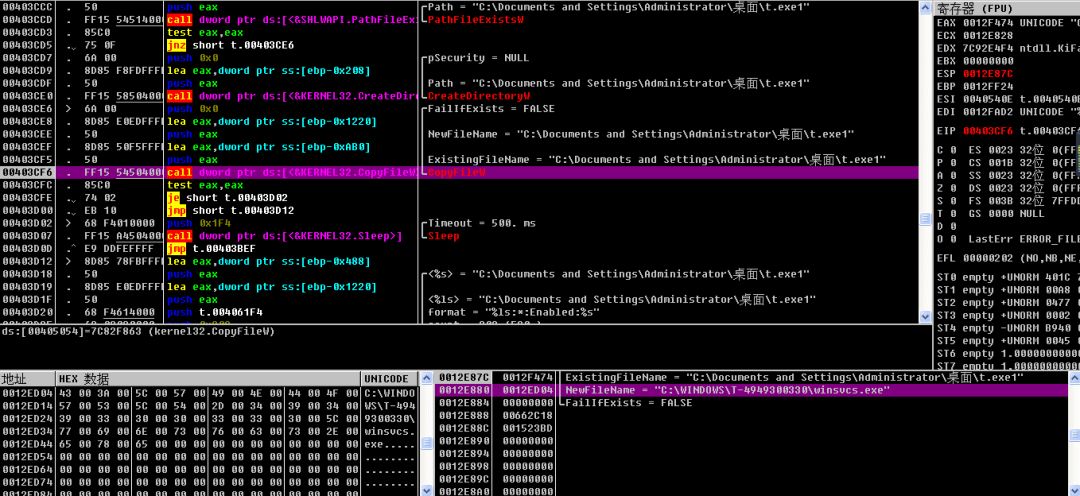 00403CCC . 50 push eax Path = "C:\Documents and Settings\Administrator\桌面\t.exe1"
00403CCD . FF15 54514000 call dword ptr ds:[<&SHLWAPI.PathFileEx PathFileExistsW
00403CD3 . 85C0 test eax,eax
00403CD5 . 75 0F jnz short t.00403CE6
00403CD7 . 6A 00 push 0x0 pSecurity = NULL
00403CD9 . 8D85 F8FDFFFF lea eax,dword ptr ss:[ebp-0x208]
00403CDF . 50 push eax Path = "C:\Documents and Settings\Administrator\桌面\t.exe1"
00403CE0 . FF15 58504000 call dword ptr ds:[<&KERNEL32.CreateDire CreateDirectoryW
00403CE6 > 6A 00 push 0x0 FailIfExists = FALSE
00403CE8 . 8D85 E0EDFFFF lea eax,dword ptr ss:[ebp-0x1220]
00403CEE . 50 push eax NewFileName = "C:\Documents and Settings\Administrator\桌面\t.exe1"
00403CEF . 8D85 50F5FFFF lea eax,dword ptr ss:[ebp-0xAB0]
00403CF5 . 50 push eax ExistingFileName = "C:\Documents and Settings\Administrator\桌面\t.exe1"
00403CF6 . FF15 54504000 call dword ptr ds:[<&KERNEL32.CopyFileW CopyFileW
00403CFC . 85C0 test eax,eax
00403CFE . 74 02 je short t.00403D02
00403D00 . EB 10 jmp short t.00403D12
00403D02 > 68 F4010000 push 0x1F4 Timeout = 500. ms
00403D07 . FF15 A4504000 call dword ptr ds:[<&KERNEL32.Sleep>] Sleep
00403D0D .^ E9 DDFEFFFF jmp t.00403BEF
00403D12 > 8D85 78FBFFFF lea eax,dword ptr ss:[ebp-0x488]
00403D18 . 50 push eax <%s> = "C:\Documents and Settings\Administrator\桌面\t.exe1"
00403D19 . 8D85 E0EDFFFF lea eax,dword ptr ss:[ebp-0x1220]
00403D1F . 50 push eax <%ls> = "C:\Documents and Settings\Administrator\桌面\t.exe1"
00403D20 . 68 F4614000 push t.004061F4 format = "%ls:*:Enabled:%s"
寄存器 (FPU)
EAX 0012F474 UNICODE "C
ECX 0012E828
EDX 7C92E4F4 ntdll.KiFa
EBX 00000000
ESP 0012E87C
EBP 0012FF24
ESI 0040540E t.0040540E
EDI 0012FAD2 UNICODE "%
EIP 00403CF6 t.00403CF6
C 0 ES 0023 32位 0(FF
P 0 CS 001B 32位 0(FF
A 0 SS 0023 32位 0(FF
Z 0 DS 0023 32位 0(FF
S 0 FS 003B 32位 7FFDD
T 0 GS 0000 NULL
D 0
O 0 LastErr ERROR_FILE
EFL 00000202 (NO,NB,NE,
ST0 empty +UNORM 401C
ST1 empty +UNORM 00A8
ST2 empty +UNORM 0477
ST3 empty +UNORM 0002
ST4 empty -UNORM B940
ST5 empty +UNORM 0045
ST6 empty 1.0000000000
ST7 empty 1.0000000000
ds:[00405054]=7C82F863 (kernel32.CopyFileW)
地址 HEX 数据 UNICODE
0012ED04 43 00 3A 00 5C 00 57 00 49 00 4E 00 44 00 4F 00 C:\WINDO
0012ED14 57 00 53 00 5C 00 54 00 2D 00 34 00 39 00 34 00 WS\T-494
0012ED24 39 00 33 00 30 00 30 00 33 00 33 00 30 00 5C 00 9300330\
0012ED34 77 00 69 00 6E 00 73 00 76 00 63 00 73 00 2E 00 winsvcs.
0012ED44 65 00 78 00 65 00 00 00 00 00 00 00 00 00 00 00 exe.....
0012ED54 00 00 00 00 00 00 00 00 00 00 00 00 00 00 00 00 ........
0012ED64 00 00 00 00 00 00 00 00 00 00 00 00 00 00 00 00 ........
0012ED74 00 00 00 00 00 00 00 00 00 00 00 00 00 00 00 00 ........
0012E87C 0012F474 ExistingFileName = "C:\Documents and Settings\Administrator\桌面\t.exe1"
0012E880 0012ED04 NewFileName = "C:\WINDOWS\T-4949300330\winsvcs.exe"
0012E884 00000000 FailIfExists = FALSE
0012E888 00662C18
0012E88C 001523BD
0012E890 00000000
0012E894 00000000
0012E898 00000000
0012E89C 00000000
0012E8A0 00000000